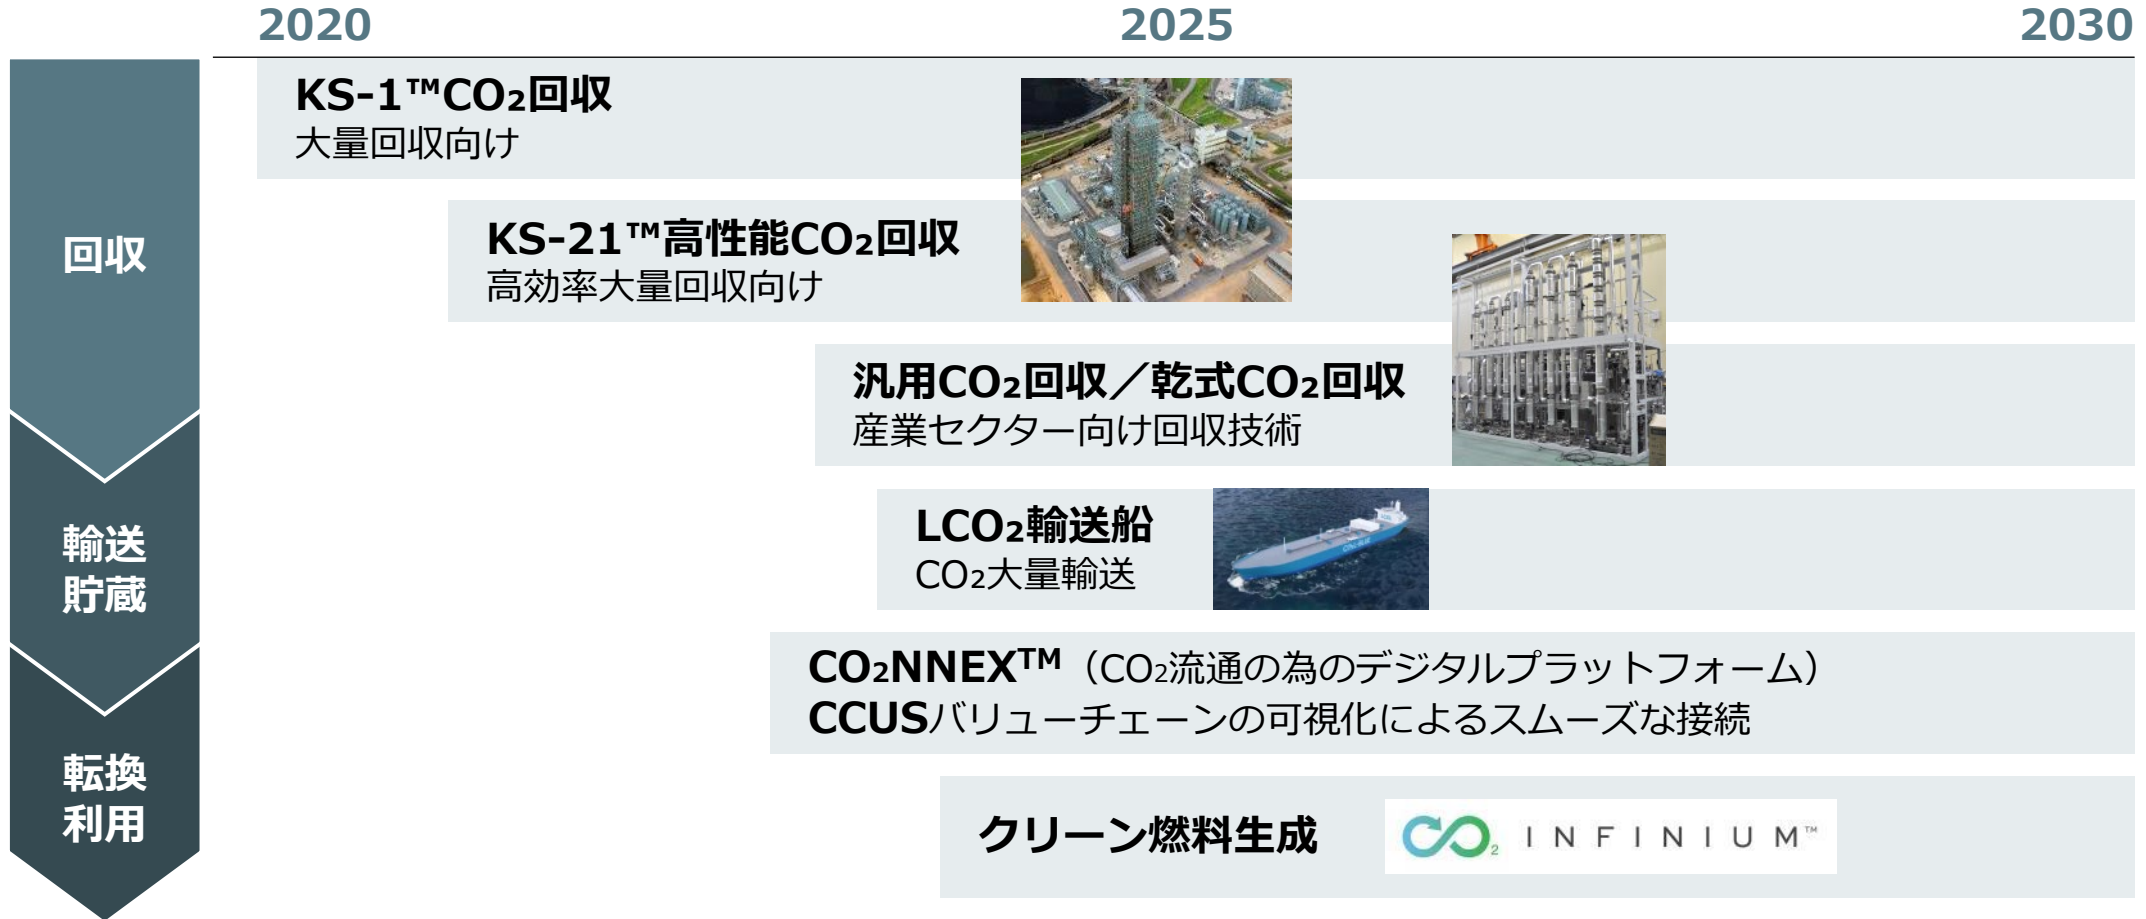 2020 2025 2030
KS-1™CO₂回収
大量回収向け
KS-21™高性能CO₂回収
高効率大量回収向け
回収
汎用CO₂回収／乾式CO₂回収
産業セクター向け回収技術
LCO₂輸送船
CO₂大量輸送
輸送
貯蔵
CO₂NNEX™（CO₂流通の為のデジタルプラットフォーム）
CCUSバリューチェーンの可視化によるスムーズな接続
転換
利用
クリーン燃料生成
CO₂ INFINIUM™